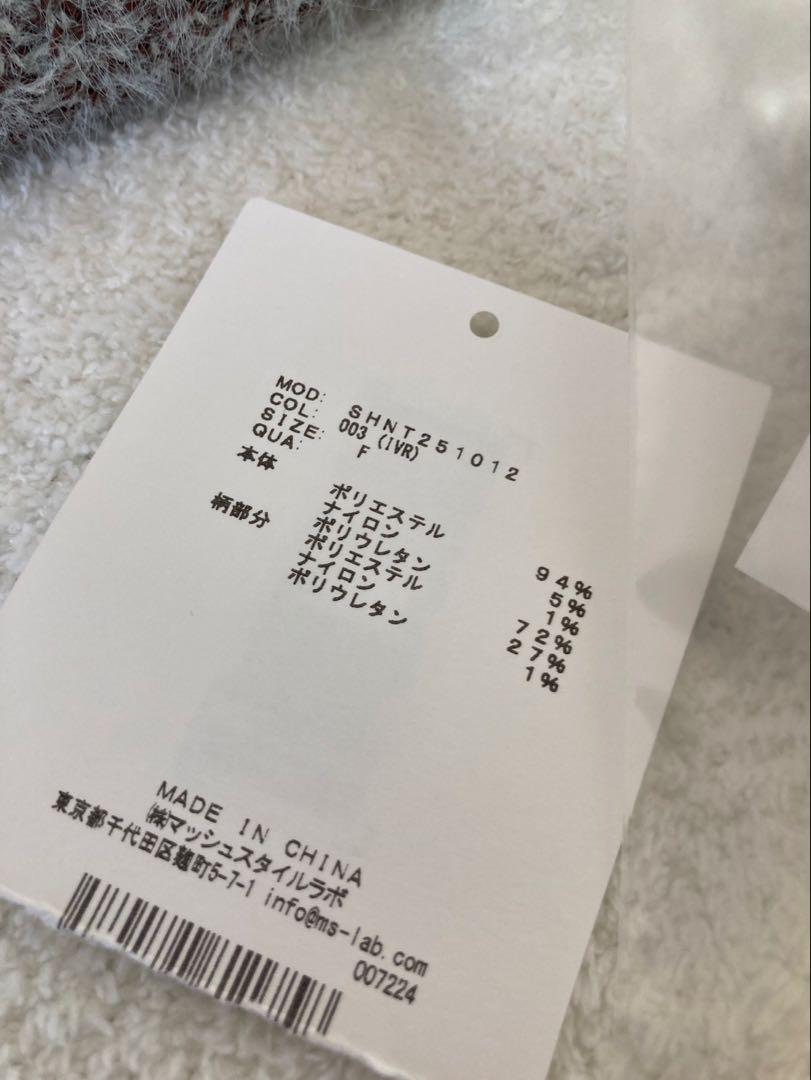 MOD: SHNT251012
COL: 003 (IVR)
SIZE: F
QUA:
本体 ポリエステル 94%
ナイロン 5%
ポリウレタン 1%
柄部分 ポリエステル 72%
ナイロン 27%
ポリウレタン 1%
MADE IN CHINA
㈱マッシュスタイルラボ
東京都千代田区麹町5-7-1 info@ms-lab.com
007224